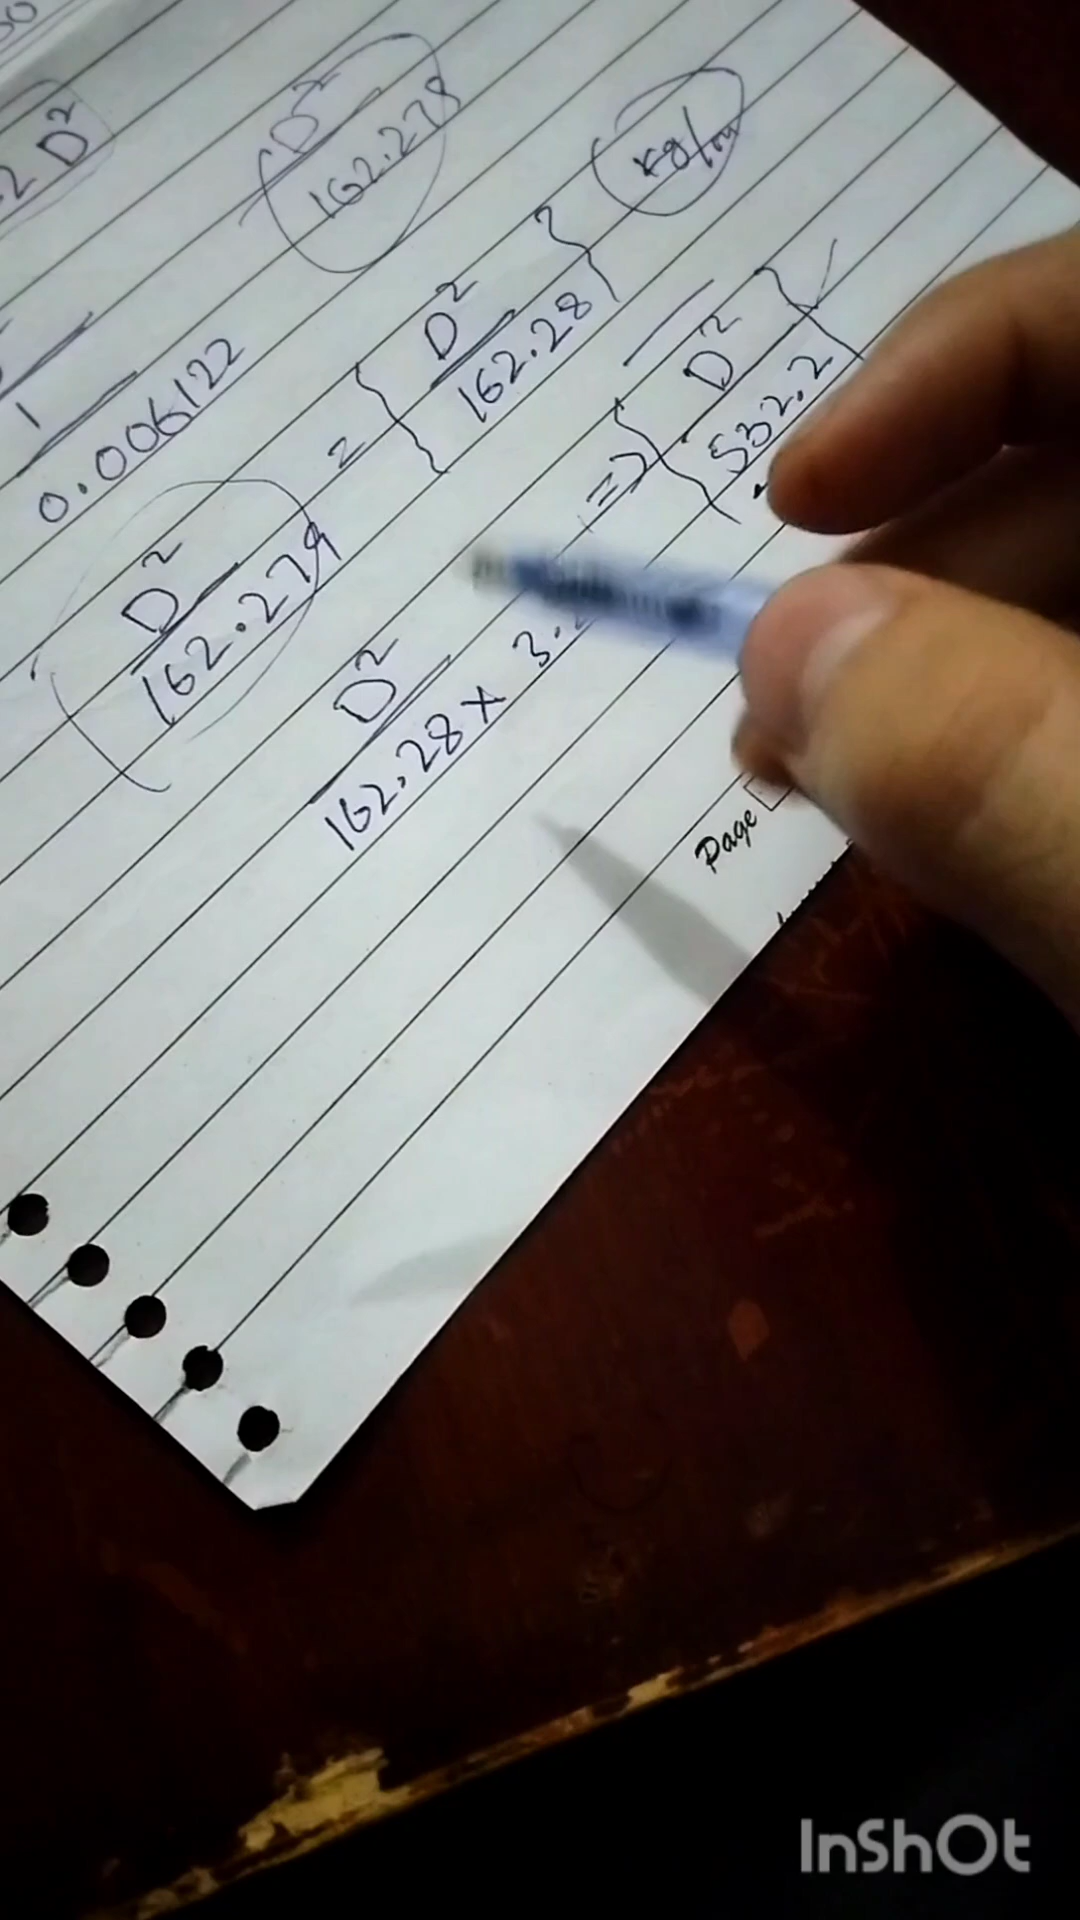 2 D²
D²
162.278
kg/m
1
0.006122
D²
162.279
=
D²
162.28
D²
162.28 × 3.2
=>
D²
532.2
Page
InShOt